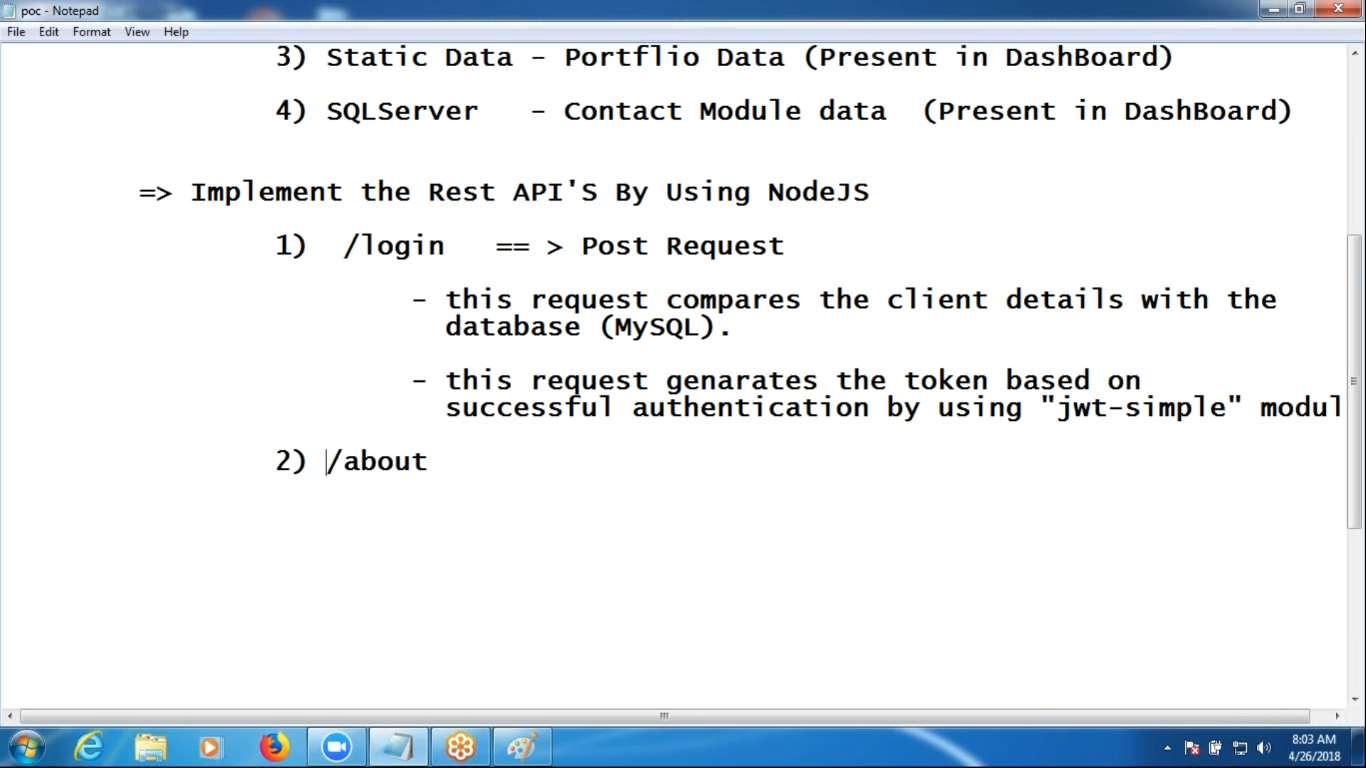 poc - Notepad
File Edit Format View Help
3) Static Data - Portflio Data (Present in DashBoard)
4) SQLServer - Contact Module data (Present in DashBoard)
=> Implement the Rest API'S By Using NodeJS
1) /login == > Post Request
- this request compares the client details with the
database (MySQL).
- this request genarates the token based on
successful authentication by using "jwt-simple" modul
2) /about
8:03 AM
4/26/2018